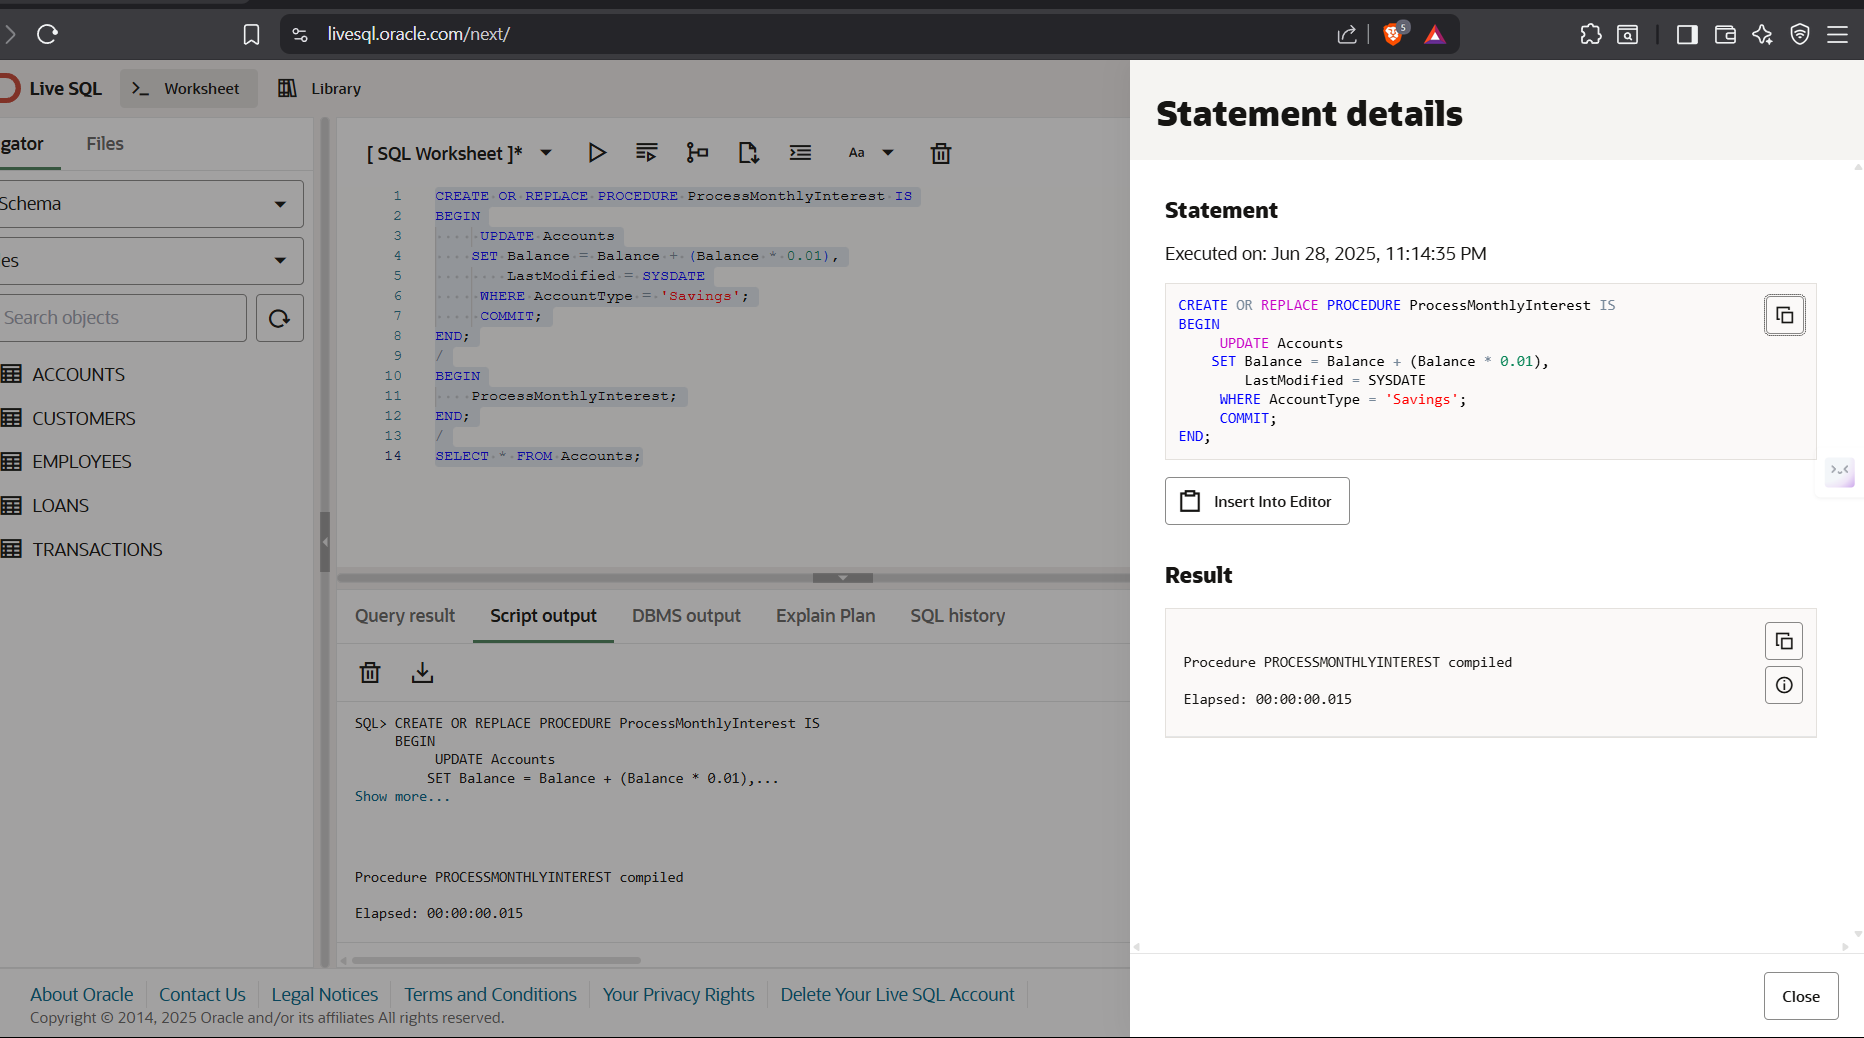 livesql.oracle.com/next/
5
Live SQL
Worksheet
Library
gator
Files
Schema
es
Search objects
ACCOUNTS
CUSTOMERS
EMPLOYEES
LOANS
TRANSACTIONS
[ SQL Worksheet ]*
Aa
1 CREATE OR REPLACE PROCEDURE ProcessMonthlyInterest IS
2 BEGIN
3 UPDATE Accounts
4 SET Balance = Balance + (Balance * 0.01),
5 LastModified = SYSDATE
6 WHERE AccountType = 'Savings';
7 COMMIT;
8 END;
9 /
10 BEGIN
11 ProcessMonthlyInterest;
12 END;
13 /
14 SELECT * FROM Accounts;
Query result
Script output
DBMS output
Explain Plan
SQL history
SQL> CREATE OR REPLACE PROCEDURE ProcessMonthlyInterest IS
BEGIN
UPDATE Accounts
SET Balance = Balance + (Balance * 0.01),...
Show more...
Procedure PROCESSMONTHLYINTEREST compiled
Elapsed: 00:00:00.015
Statement details
Statement
Executed on: Jun 28, 2025, 11:14:35 PM
CREATE OR REPLACE PROCEDURE ProcessMonthlyInterest IS
BEGIN
UPDATE Accounts
SET Balance = Balance + (Balance * 0.01),
LastModified = SYSDATE
WHERE AccountType = 'Savings';
COMMIT;
END;
Insert Into Editor
Result
Procedure PROCESSMONTHLYINTEREST compiled
Elapsed: 00:00:00.015
Close
About Oracle
Contact Us
Legal Notices
Terms and Conditions
Your Privacy Rights
Delete Your Live SQL Account
Copyright © 2014, 2025 Oracle and/or its affiliates All rights reserved.